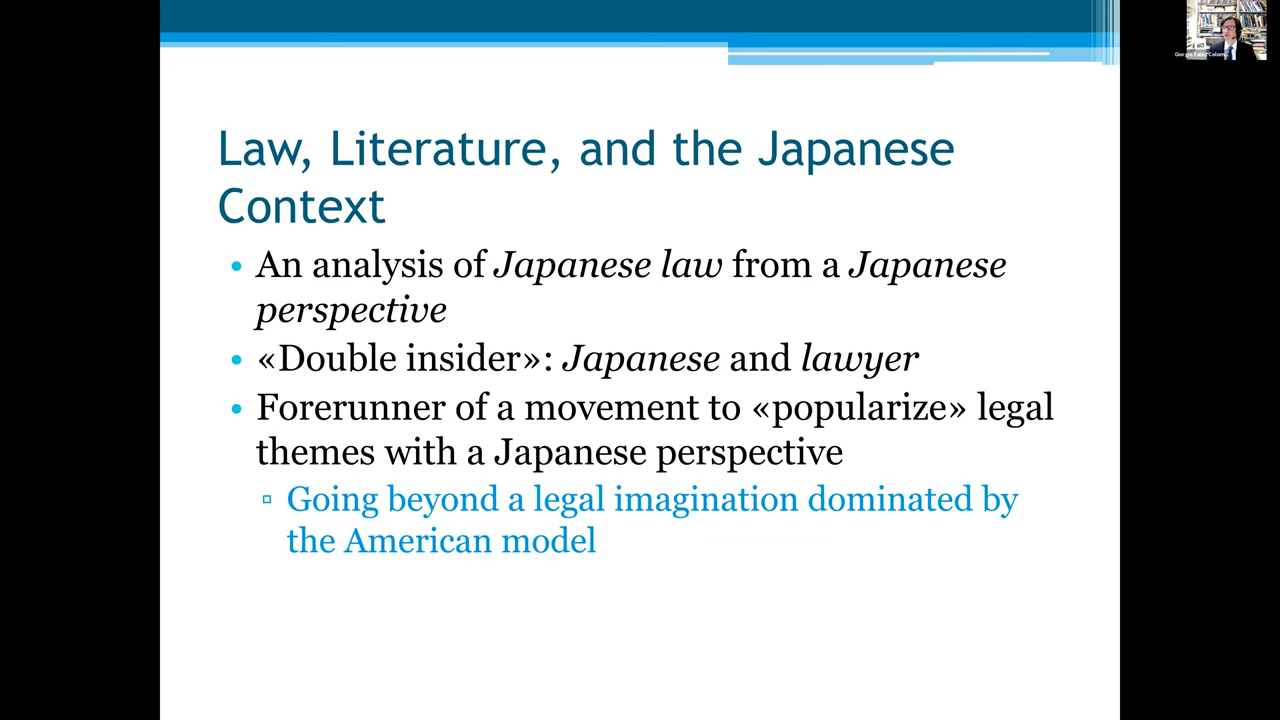 Law, Literature, and the Japanese
Context
• An analysis of Japanese law from a Japanese
perspective
• «Double insider»: Japanese and lawyer
• Forerunner of a movement to «popularize» legal
themes with a Japanese perspective
▫ Going beyond a legal imagination dominated by
the American model
Giorgio